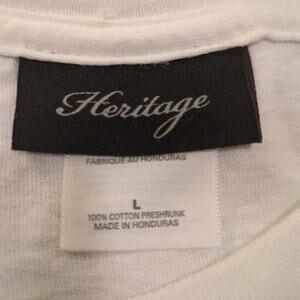 Heritage
FABRIQUÉ AU HONDURAS
L
100% COTTON PRESHRUNK
MADE IN HONDURAS